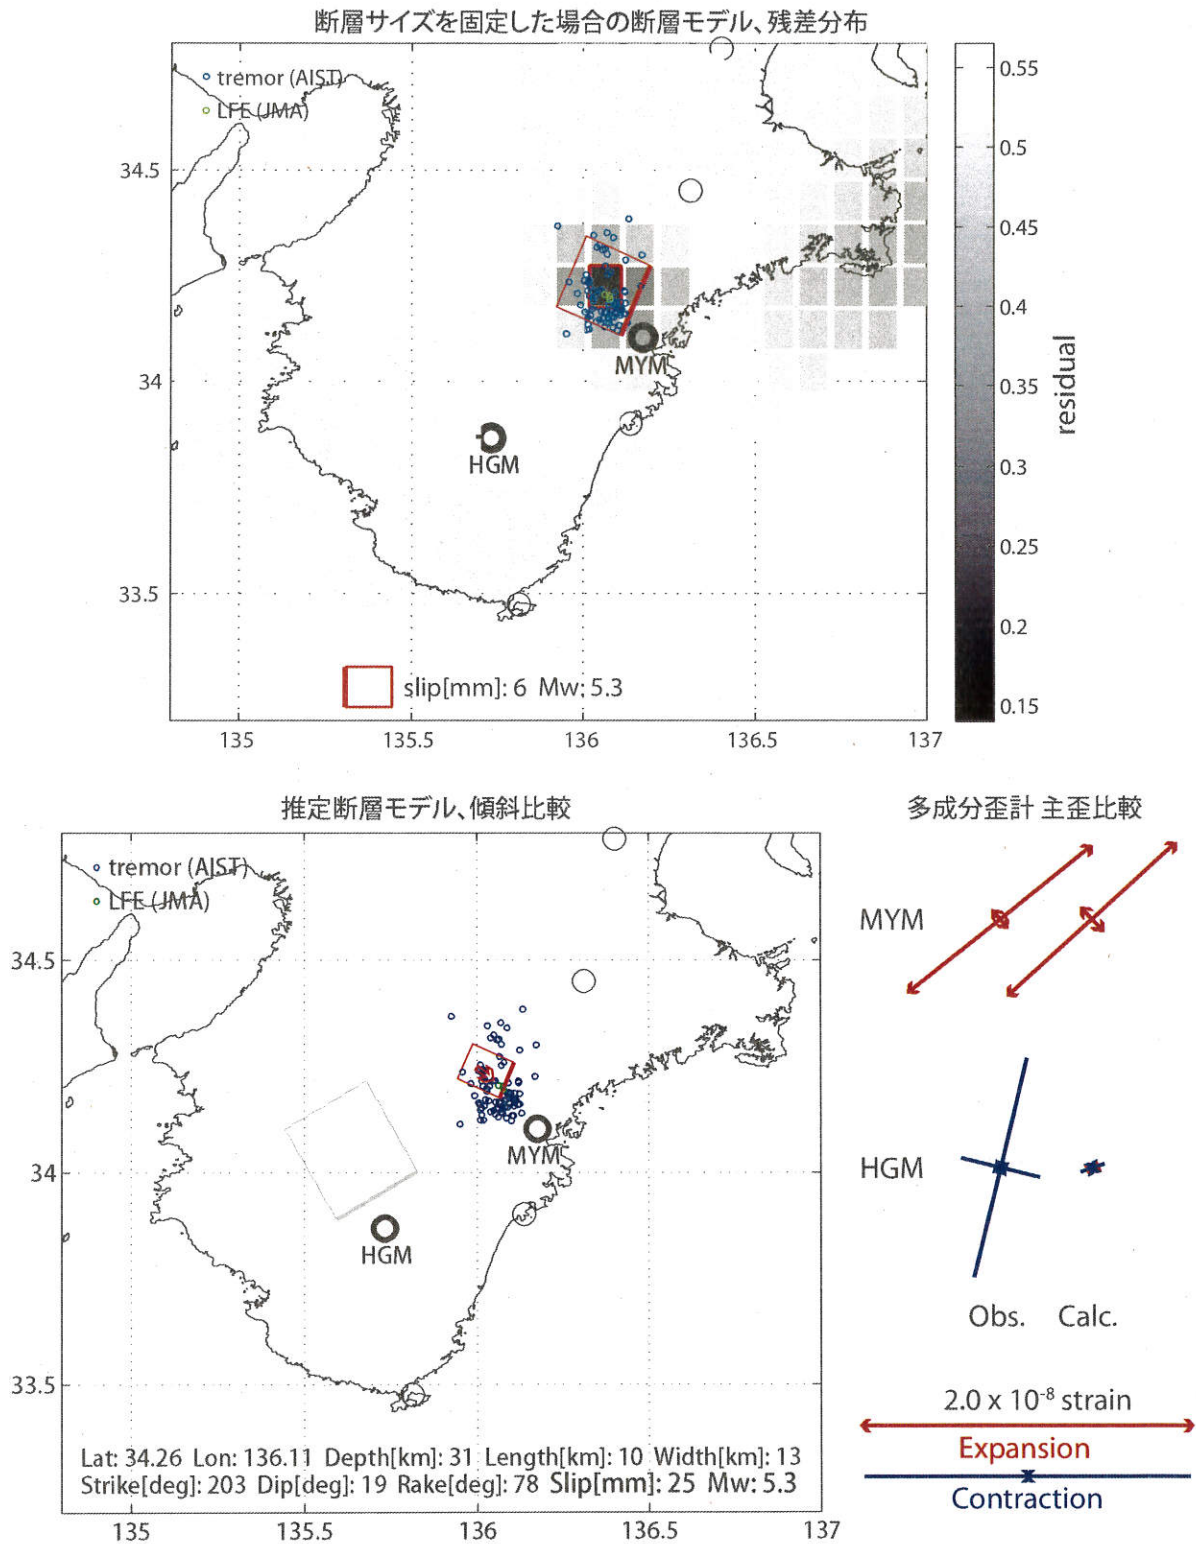 断層サイズを固定した場合の断層モデル、残差分布
tremor (AIST)
LFE (JMA)
34.5
34
33.5
MYM
HGM
slip[mm]: 6 Mw: 5.3
135
135.5
136
136.5
137
0.55
0.5
0.45
0.4
0.35
0.3
0.25
0.2
0.15
residual
推定断層モデル、傾斜比較
tremor (AIST)
LFE (JMA)
34.5
34
33.5
MYM
HGM
Lat: 34.26 Lon: 136.11 Depth[km]: 31 Length[km]: 10 Width[km]: 13
Strike[deg]: 203 Dip[deg]: 19 Rake[deg]: 78 Slip[mm]: 25 Mw: 5.3
135
135.5
136
136.5
137
多成分歪計 主歪比較
MYM
HGM
Obs. Calc.
2.0 x 10⁻⁸ strain
Expansion
Contraction